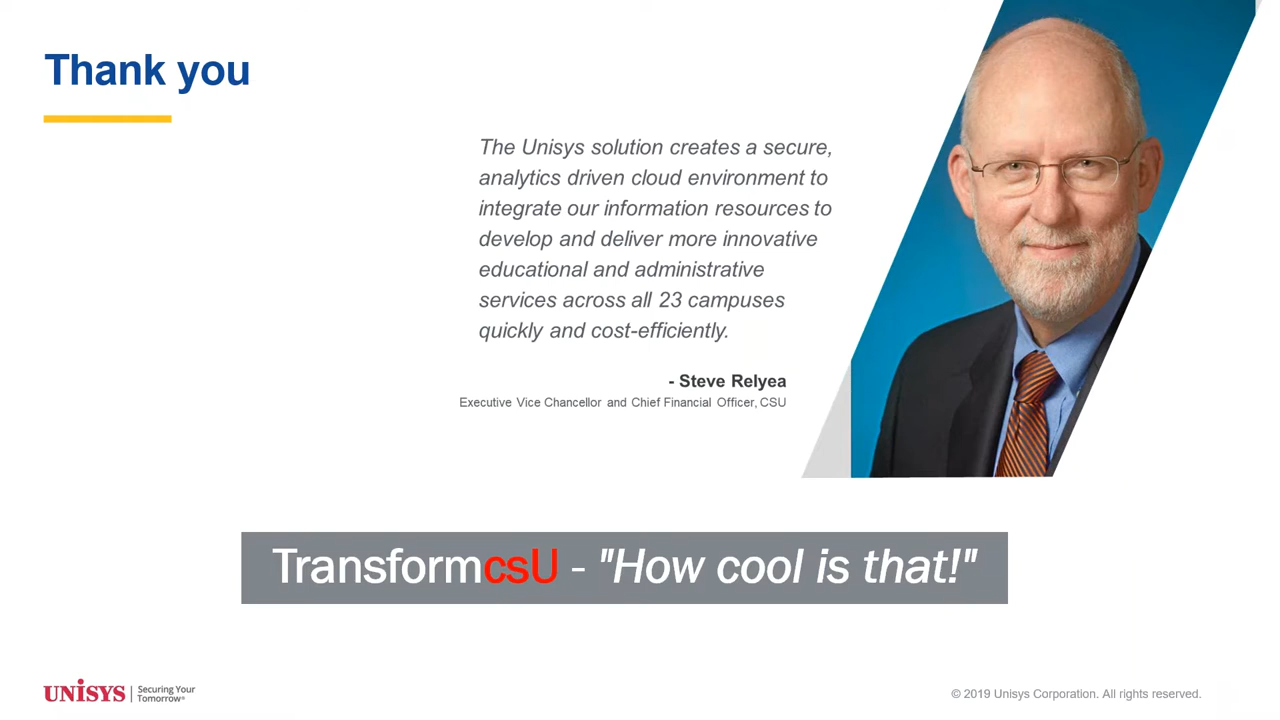 Thank you
The Unisys solution creates a secure,
analytics driven cloud environment to
integrate our information resources to
develop and deliver more innovative
educational and administrative
services across all 23 campuses
quickly and cost-efficiently.
- Steve Relyea
Executive Vice Chancellor and Chief Financial Officer, CSU
TransformcsU - "How cool is that!"
UNISYS | Securing Your
Tomorrow®
© 2019 Unisys Corporation. All rights reserved.